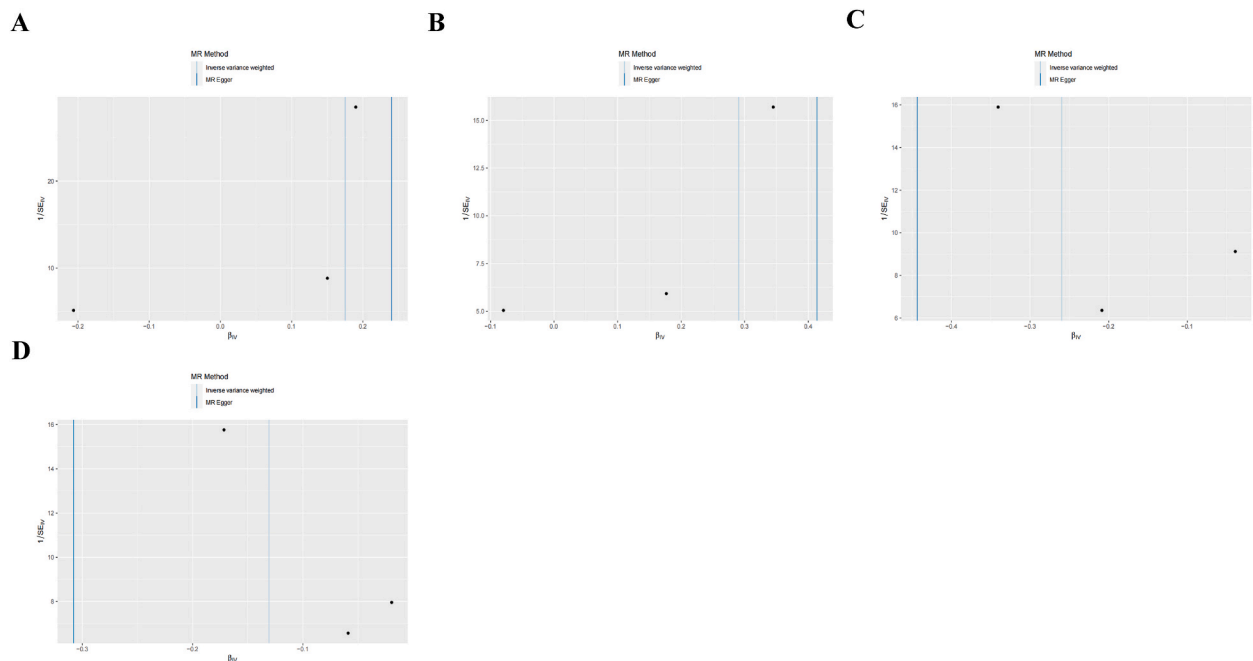 A
MR Method
Inverse variance weighted
MR Egger
1/SEIV
20
10
−0.2
−0.1
0.0
0.1
0.2
βIV
B
MR Method
Inverse variance weighted
MR Egger
1/SEIV
15.0
12.5
10.0
7.5
5.0
−0.1
0.0
0.1
0.2
0.3
0.4
βIV
C
MR Method
Inverse variance weighted
MR Egger
1/SEIV
16
14
12
10
8
6
−0.4
−0.3
−0.2
−0.1
βIV
D
MR Method
Inverse variance weighted
MR Egger
1/SEIV
16
14
12
10
8
−0.3
−0.2
−0.1
βIV